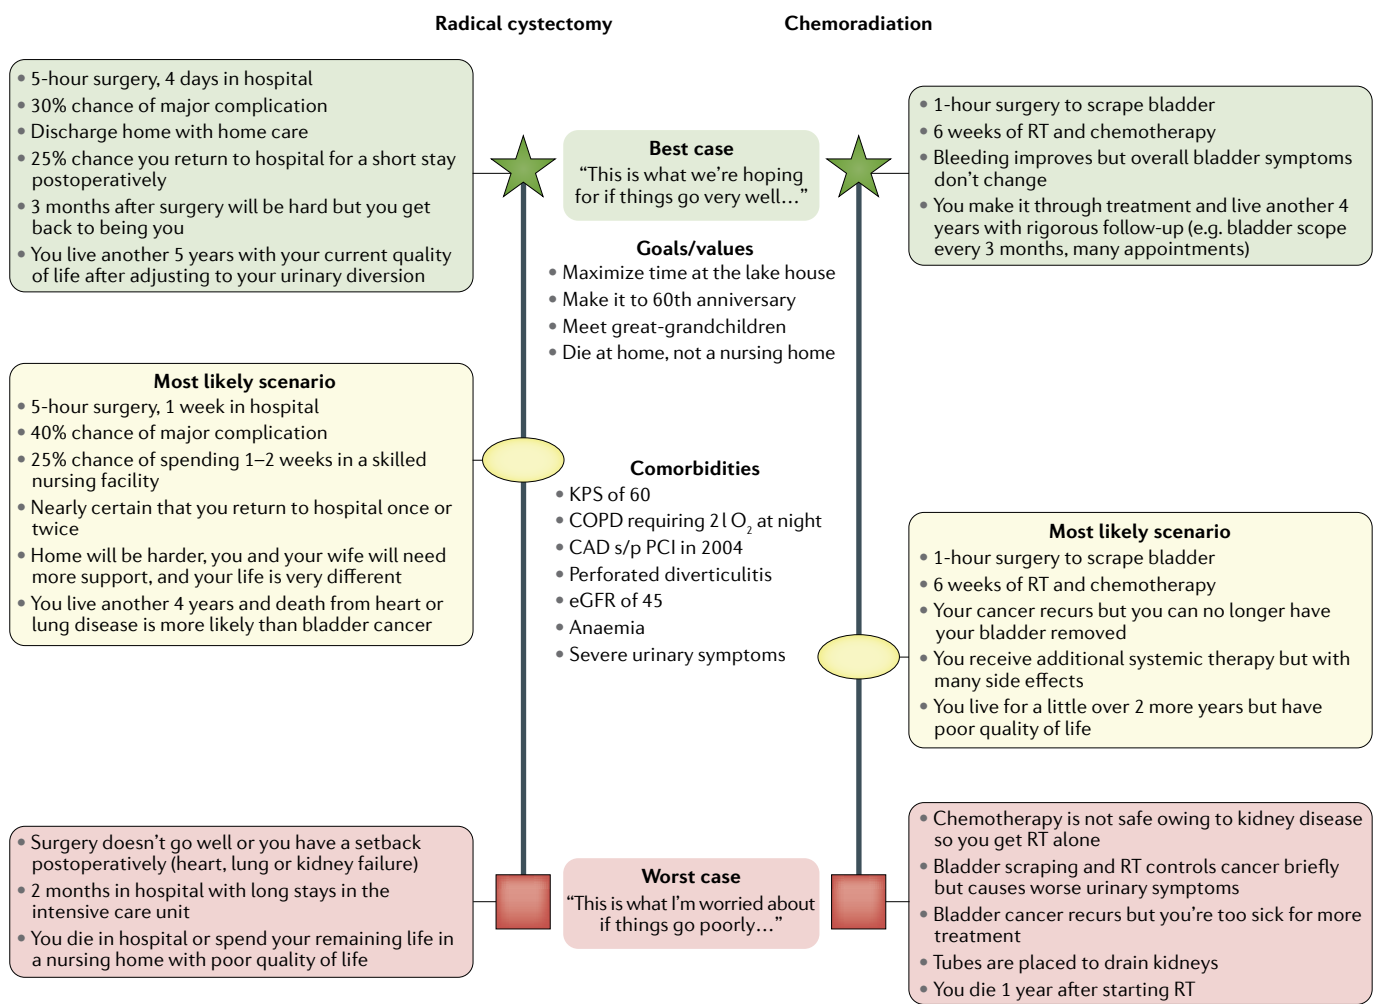 Radical cystectomy
Chemoradiation
• 5-hour surgery, 4 days in hospital
• 30% chance of major complication
• Discharge home with home care
• 25% chance you return to hospital for a short stay
postoperatively
• 3 months after surgery will be hard but you get
back to being you
• You live another 5 years with your current quality
of life after adjusting to your urinary diversion
Best case
“This is what we’re hoping
for if things go very well…”
• 1-hour surgery to scrape bladder
• 6 weeks of RT and chemotherapy
• Bleeding improves but overall bladder symptoms
don’t change
• You make it through treatment and live another 4
years with rigorous follow-up (e.g. bladder scope
every 3 months, many appointments)
Goals/values
• Maximize time at the lake house
• Make it to 60th anniversary
• Meet great-grandchildren
• Die at home, not a nursing home
Most likely scenario
• 5-hour surgery, 1 week in hospital
• 40% chance of major complication
• 25% chance of spending 1–2 weeks in a skilled
nursing facility
• Nearly certain that you return to hospital once or
twice
• Home will be harder, you and your wife will need
more support, and your life is very different
• You live another 4 years and death from heart or
lung disease is more likely than bladder cancer
Comorbidities
• KPS of 60
• COPD requiring 2 l O₂ at night
• CAD s/p PCI in 2004
• Perforated diverticulitis
• eGFR of 45
• Anaemia
• Severe urinary symptoms
Most likely scenario
• 1-hour surgery to scrape bladder
• 6 weeks of RT and chemotherapy
• Your cancer recurs but you can no longer have
your bladder removed
• You receive additional systemic therapy but with
many side effects
• You live for a little over 2 more years but have
poor quality of life
• Surgery doesn’t go well or you have a setback
postoperatively (heart, lung or kidney failure)
• 2 months in hospital with long stays in the
intensive care unit
• You die in hospital or spend your remaining life in
a nursing home with poor quality of life
Worst case
“This is what I’m worried about
if things go poorly…”
• Chemotherapy is not safe owing to kidney disease
so you get RT alone
• Bladder scraping and RT controls cancer briefly
but causes worse urinary symptoms
• Bladder cancer recurs but you’re too sick for more
treatment
• Tubes are placed to drain kidneys
• You die 1 year after starting RT